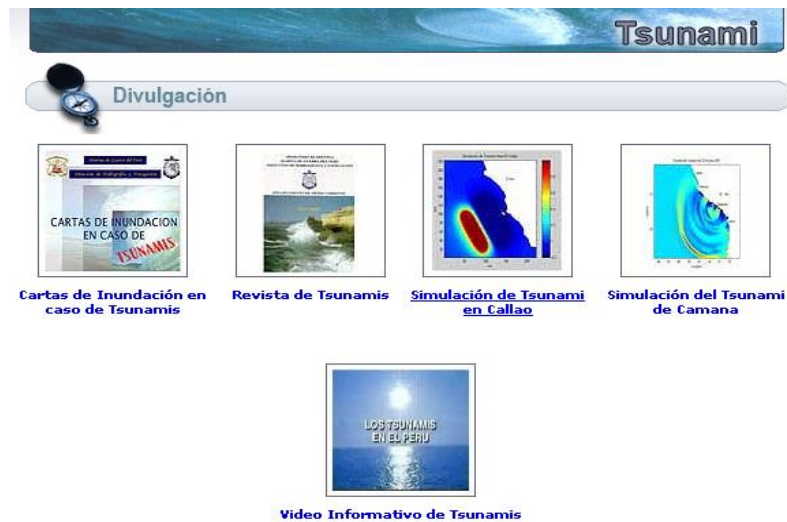 Tsunami
Divulgación
CARTAS DE INUNDACION
EN CASO DE
TSUNAMIS
Cartas de Inundación en
caso de Tsunamis
Revista de Tsunamis
Simulación de Tsunami
en Callao
Simulación del Tsunami
de Camana
LOS TSUNAMIS
EN EL PERU
Video Informativo de Tsunamis